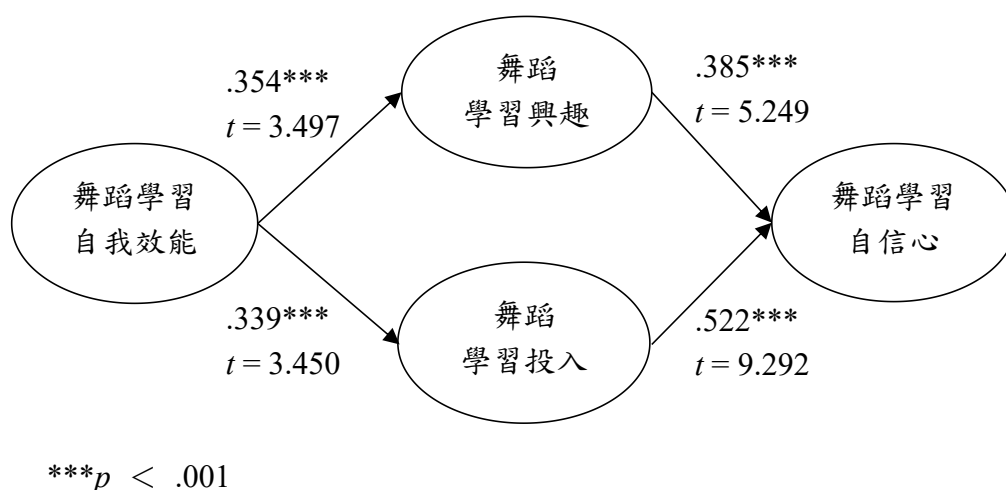 舞蹈
學習興趣
.354***
t = 3.497
.385***
t = 5.249
舞蹈學習
自我效能
舞蹈學習
自信心
舞蹈
學習投入
.339***
t = 3.450
.522***
t = 9.292
***p ＜ .001